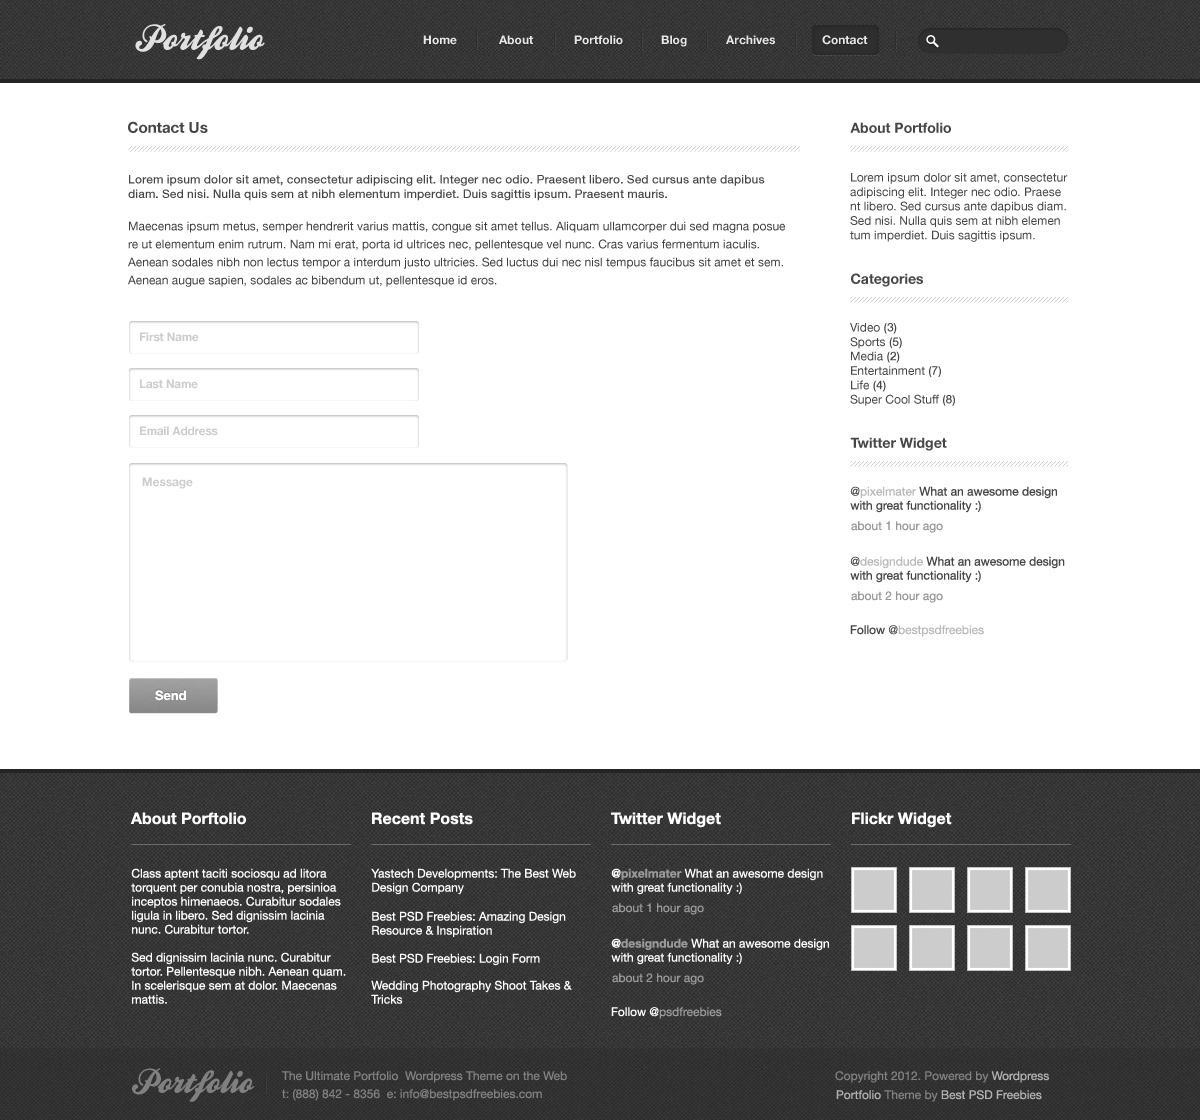 Portfolio
Home
About
Portfolio
Blog
Archives
Contact
Contact Us
Lorem ipsum dolor sit amet, consectetur adipiscing elit. Integer nec odio. Praesent libero. Sed cursus ante dapibus
diam. Sed nisi. Nulla quis sem at nibh elementum imperdiet. Duis sagittis ipsum. Praesent mauris.
Maecenas ipsum metus, semper hendrerit varius mattis, congue sit amet tellus. Aliquam ullamcorper dui sed magna posue
re ut elementum enim rutrum. Nam mi erat, porta id ultrices nec, pellentesque vel nunc. Cras varius fermentum iaculis.
Aenean sodales nibh non lectus tempor a interdum justo ultricies. Sed luctus dui nec nisl tempus faucibus sit amet et sem.
Aenean augue sapien, sodales ac bibendum ut, pellentesque id eros.
First Name
Last Name
Email Address
Message
Send
About Portfolio
Lorem ipsum dolor sit amet, consectetur
adipiscing elit. Integer nec odio. Praese
nt libero. Sed cursus ante dapibus diam.
Sed nisi. Nulla quis sem at nibh elemen
tum imperdiet. Duis sagittis ipsum.
Categories
Video (3)
Sports (5)
Media (2)
Entertainment (7)
Life (4)
Super Cool Stuff (8)
Twitter Widget
@pixelmater What an awesome design
with great functionality :)
about 1 hour ago
@designdude What an awesome design
with great functionality :)
about 2 hour ago
Follow @bestpsdfreebies
About Porftolio
Class aptent taciti sociosqu ad litora
torquent per conubia nostra, persinioa
inceptos himenaeos. Curabitur sodales
ligula in libero. Sed dignissim lacinia
nunc. Curabitur tortor.
Sed dignissim lacinia nunc. Curabitur
tortor. Pellentesque nibh. Aenean quam.
In scelerisque sem at dolor. Maecenas
mattis.
Recent Posts
Yastech Developments: The Best Web
Design Company
Best PSD Freebies: Amazing Design
Resource & Inspiration
Best PSD Freebies: Login Form
Wedding Photography Shoot Takes &
Tricks
Twitter Widget
@pixelmater What an awesome design
with great functionality :)
about 1 hour ago
@designdude What an awesome design
with great functionality :)
about 2 hour ago
Follow @psdfreebies
Flickr Widget
Portfolio
The Ultimate Portfolio  Wordpress Theme on the Web
t: (888) 842 - 8356  e: info@bestpsdfreebies.com
Copyright 2012. Powered by Wordpress
Portfolio Theme by Best PSD Freebies